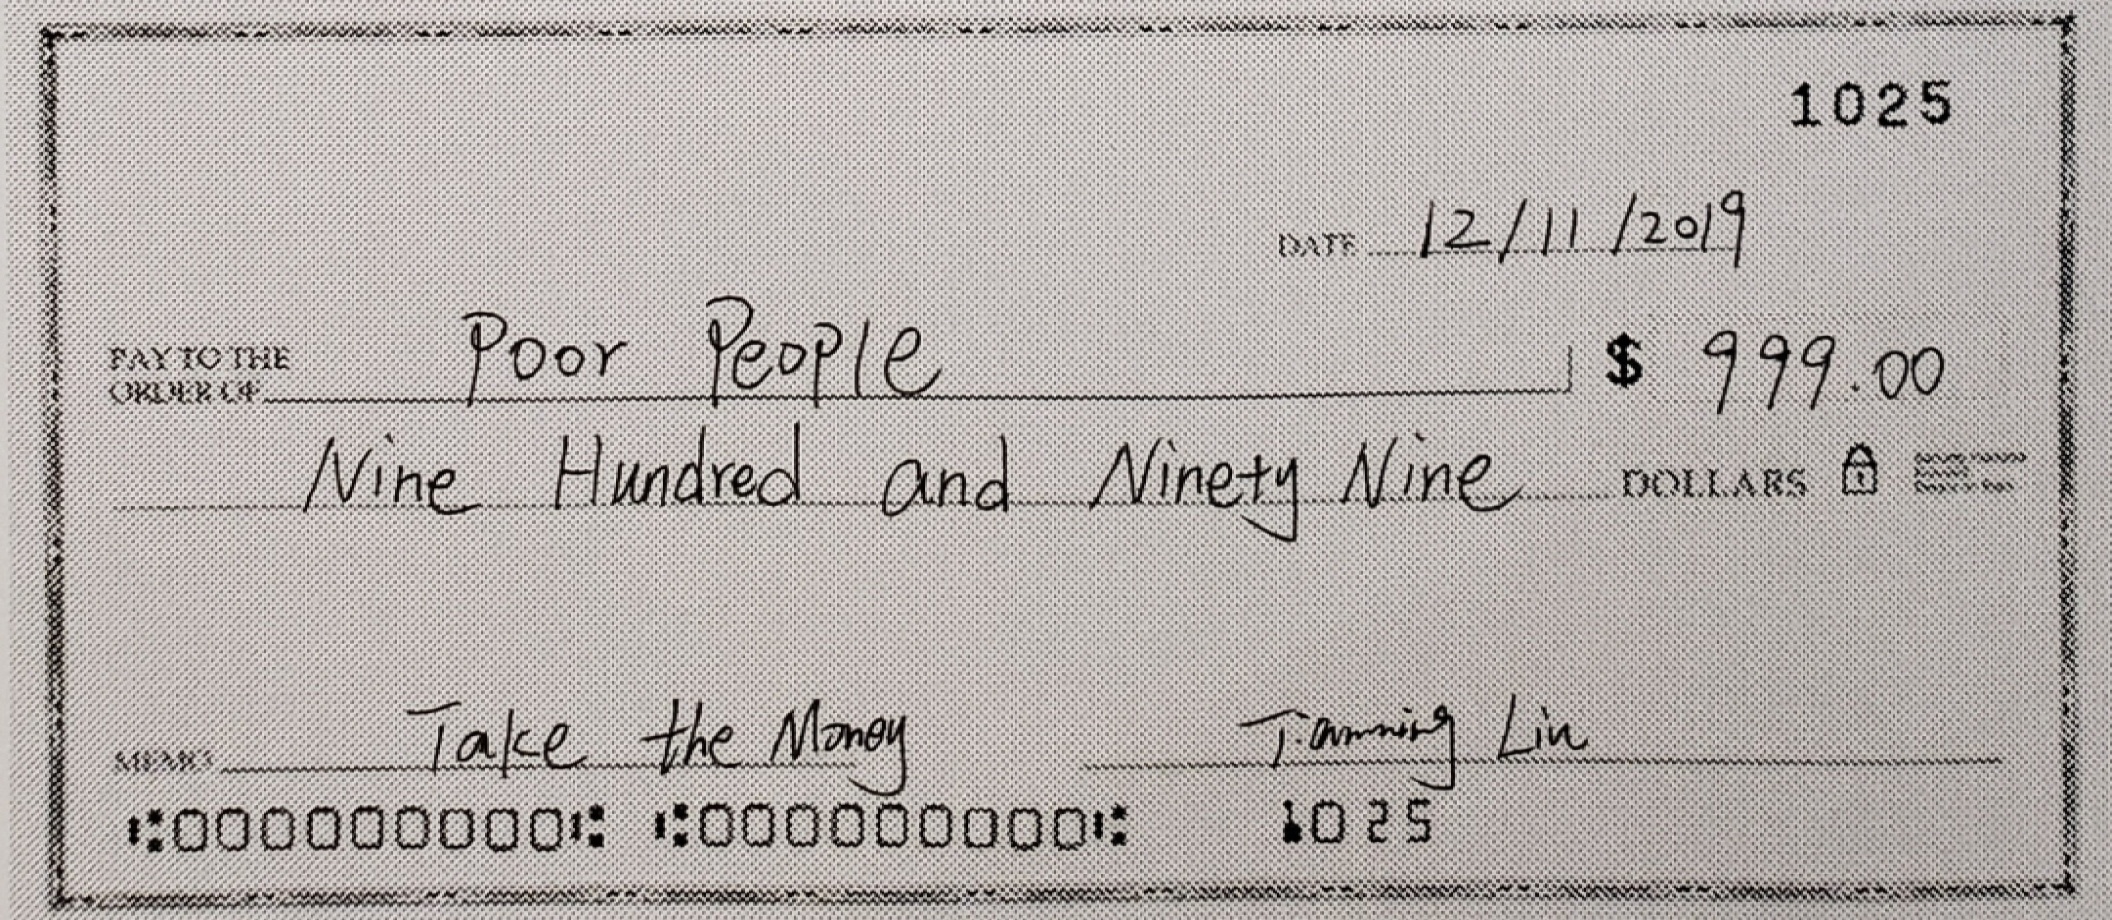 1025
DATE 12/11/2019
PAY TO THE
ORDER OF Poor People $ 999.00
Nine Hundred and Ninety Nine DOLLARS
MEMO Take the Money Lin
⑆000000000⑆ ⑆000000000⑆ 1025